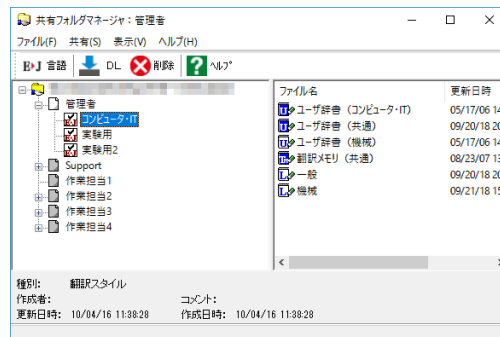 共有フォルダマネージャ：管理者
ファイル(F) 共有(S) 表示(V) ヘルプ(H)
E›J 言語 DL 削除 ? ヘルプ
管理者
コンピュータ・IT
実験用
実験用2
Support
作業担当1
作業担当2
作業担当3
作業担当4
ファイル名 更新日時
ユーザ辞書（コンピュータ・IT） 05/17/06 14
ユーザ辞書（共通） 09/20/18 20
ユーザ辞書（機械） 05/17/06 14
翻訳メモリ（共通） 08/23/07 13
一般 09/20/18 20
機械 09/21/18 15
種別： 翻訳スタイル
作成者： コメント：
更新日時： 10/04/16 11:38:28 作成日時： 10/04/16 11:38:28